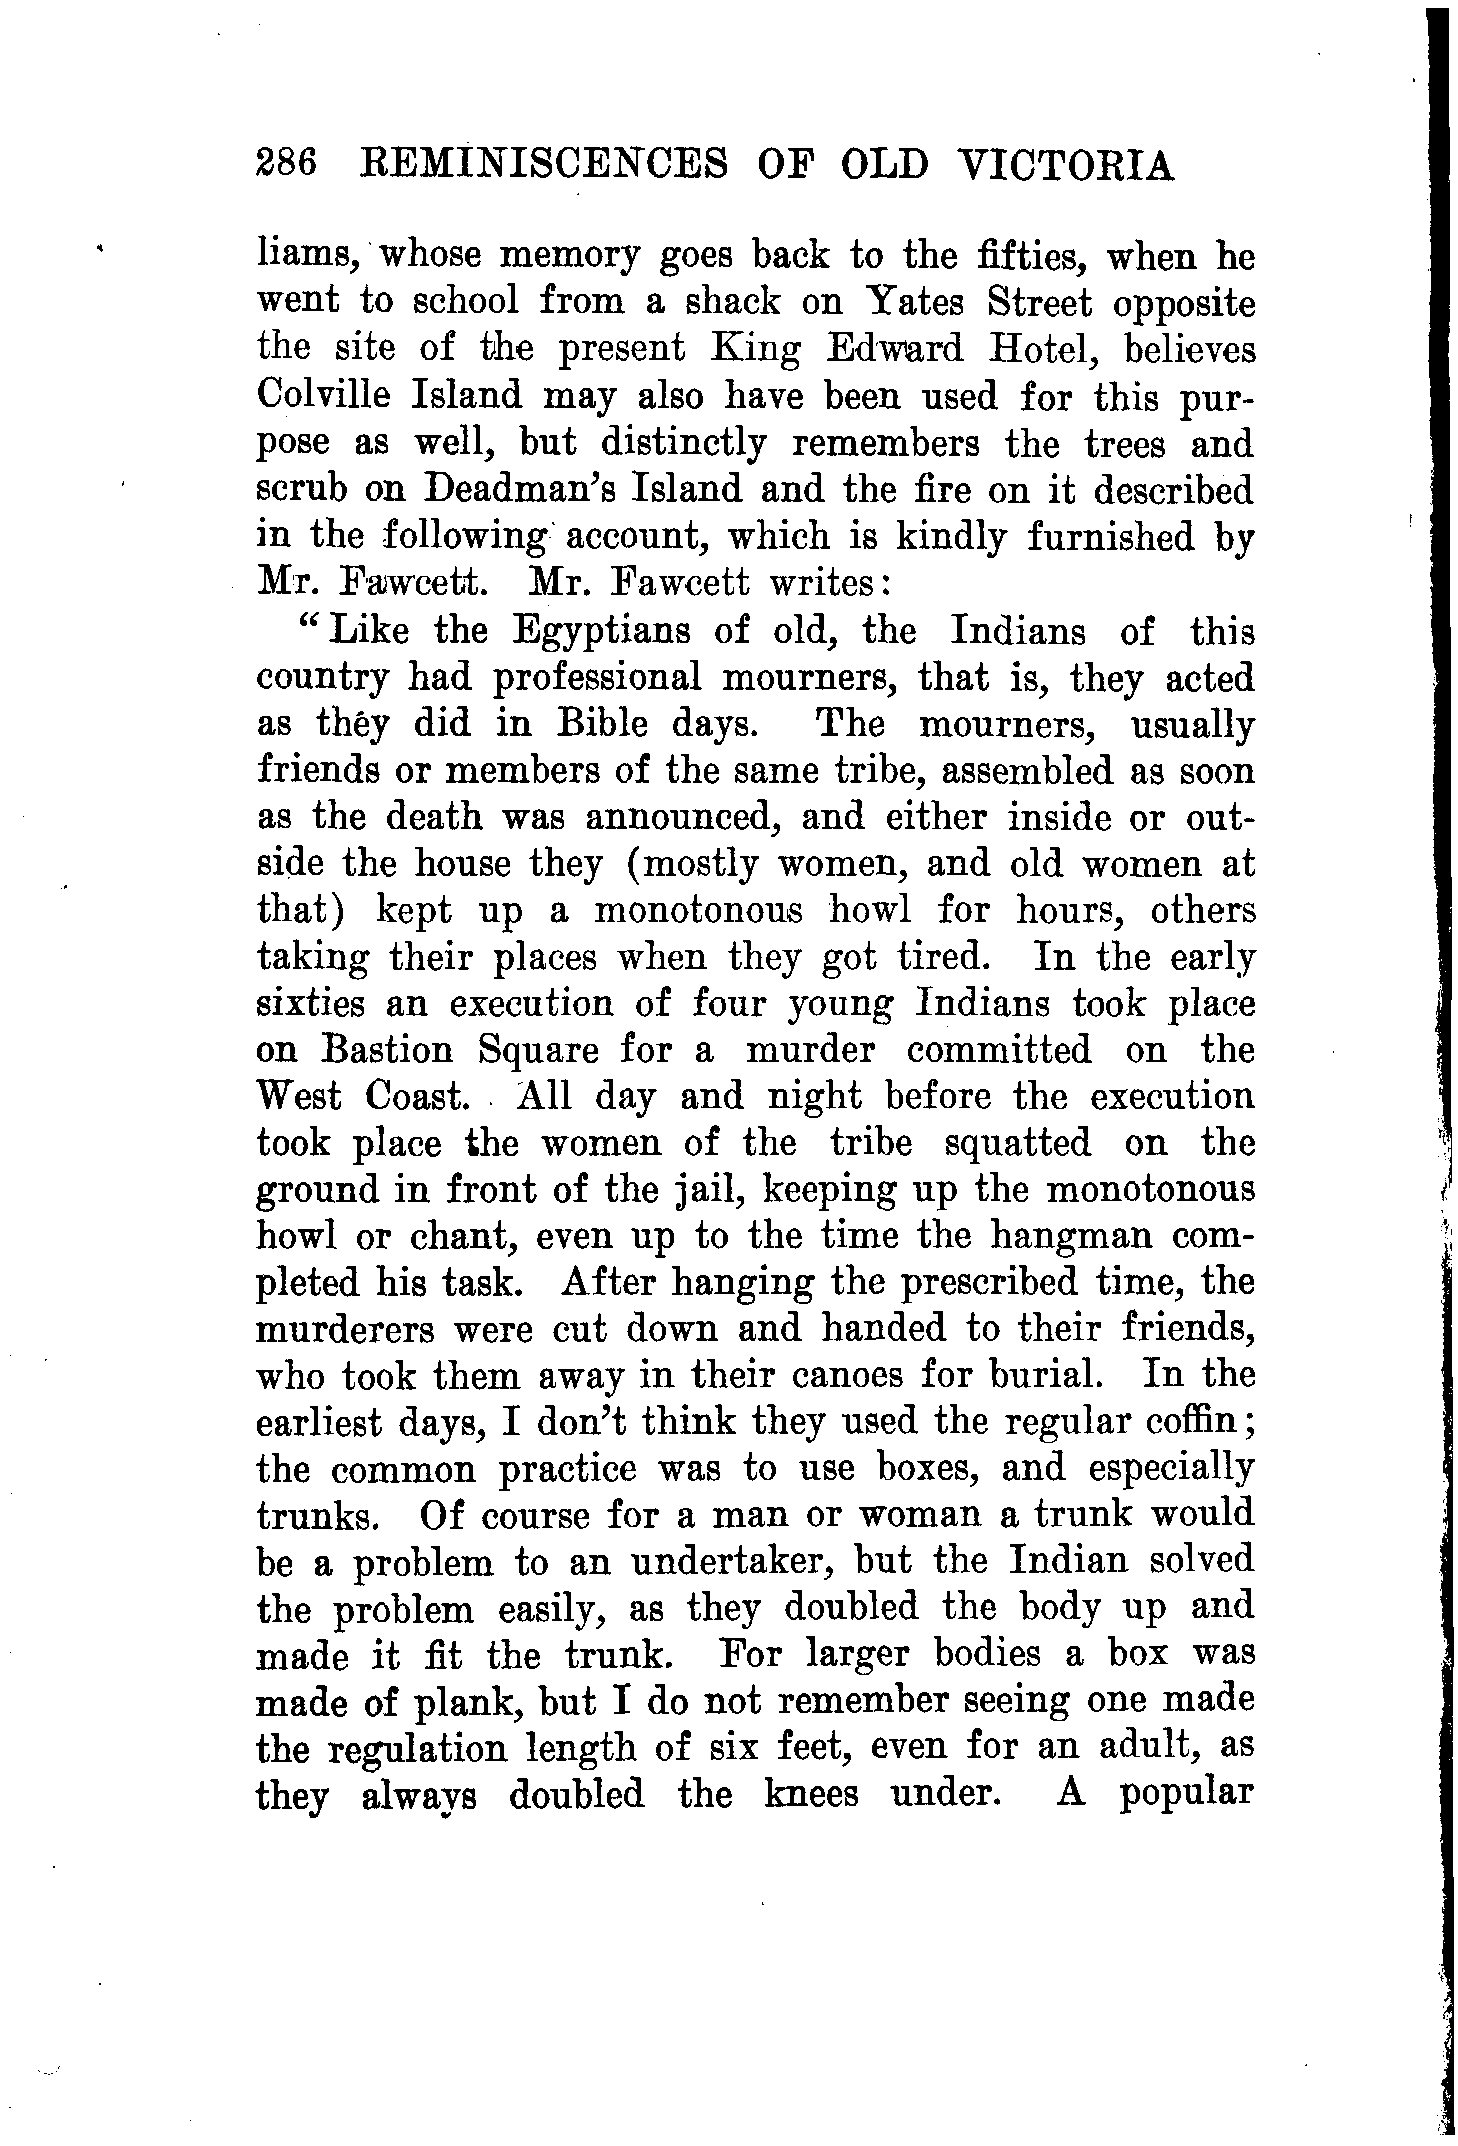 286 REMINISCENCES OF OLD VICTORIA
liams, whose memory goes back to the fifties, when he
went to school from a shack on Yates Street opposite
the site of the present King Edward Hotel, believes
Colville Island may also have been used for this pur-
pose as well, but distinctly remembers the trees and
scrub on Deadman's Island and the fire on it described
in the following account, which is kindly furnished by
Mr. Fawcett. Mr. Fawcett writes:
"Like the Egyptians of old, the Indians of this
country had professional mourners, that is, they acted
as they did in Bible days. The mourners, usually
friends or members of the same tribe, assembled as soon
as the death was announced, and either inside or out-
side the house they (mostly women, and old women at
that) kept up a monotonous howl for hours, others
taking their places when they got tired. In the early
sixties an execution of four young Indians took place
on Bastion Square for a murder committed on the
West Coast. All day and night before the execution
took place the women of the tribe squatted on the
ground in front of the jail, keeping up the monotonous
howl or chant, even up to the time the hangman com-
pleted his task. After hanging the prescribed time, the
murderers were cut down and handed to their friends,
who took them away in their canoes for burial. In the
earliest days, I don't think they used the regular coffin;
the common practice was to use boxes, and especially
trunks. Of course for a man or woman a trunk would
be a problem to an undertaker, but the Indian solved
the problem easily, as they doubled the body up and
made it fit the trunk. For larger bodies a box was
made of plank, but I do not remember seeing one made
the regulation length of six feet, even for an adult, as
they always doubled the knees under. A popular